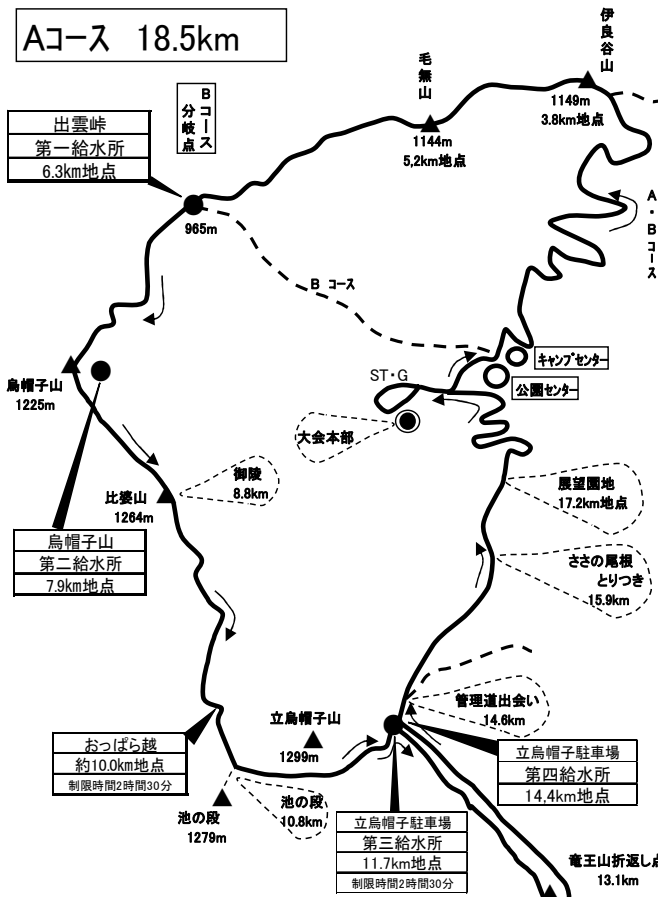 Aコース 18.5km
伊良谷山
1149m
3.8km地点
毛無山
1144m
5,2km地点
Bコース
分岐点
出雲峠
第一給水所
6.3km地点
965m
A・Bコース
B コース
キャンプセンター
公園センター
ST・G
大会本部
烏帽子山
1225m
御陵
8.8km
比婆山
1264m
烏帽子山
第二給水所
7.9km地点
展望園地
17.2km地点
ささの尾根
とりつき
15.9km
管理道出会い
14.6km
立烏帽子山
1299m
おっぱら越
約10.0km地点
制限時間2時間30分
立烏帽子駐車場
第四給水所
14,4km地点
池の段
1279m
池の段
10.8km
立烏帽子駐車場
第三給水所
11.7km地点
制限時間2時間30分
竜王山折返し点
13.1km